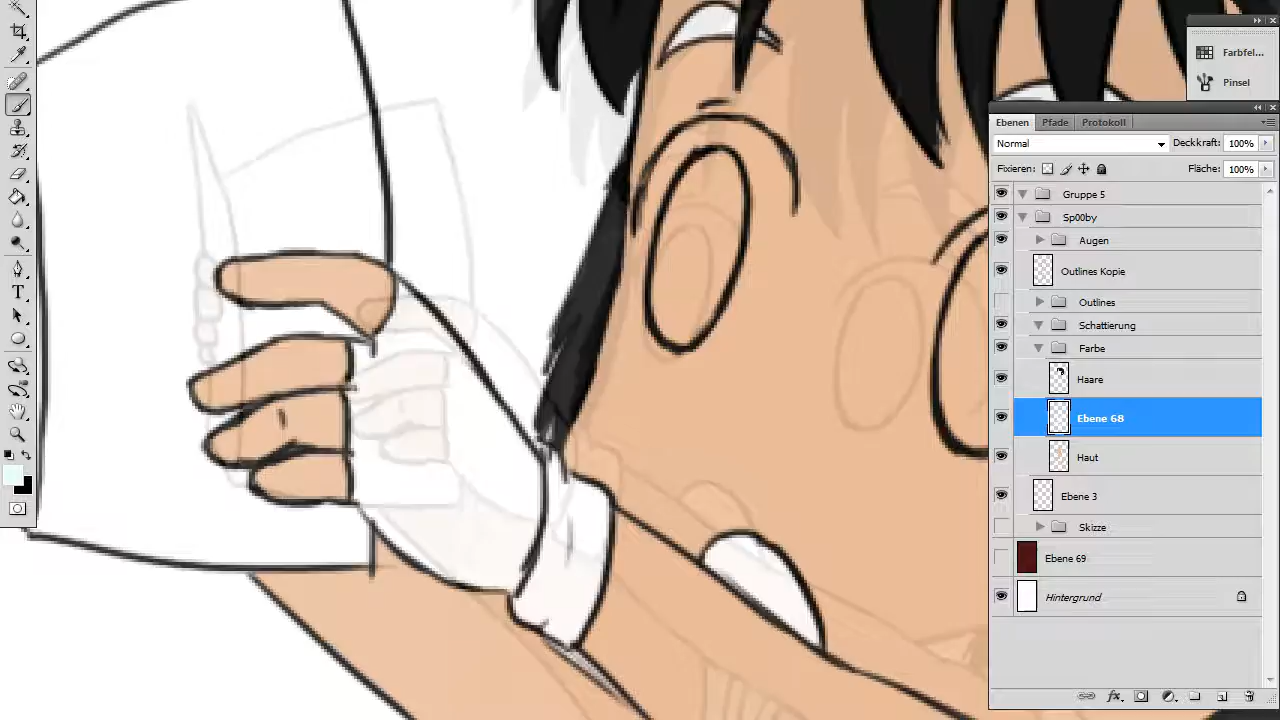 Farbfel...
Pinsel
Ebenen Pfade Protokoll
Normal Deckkraft: 100%
Fixieren: Fläche: 100%
Gruppe 5
Sp00by
Augen
Outlines Kopie
Outlines
Schattierung
Farbe
Haare
Ebene 68
Haut
Ebene 3
Skizze
Ebene 69
Hintergrund
fx